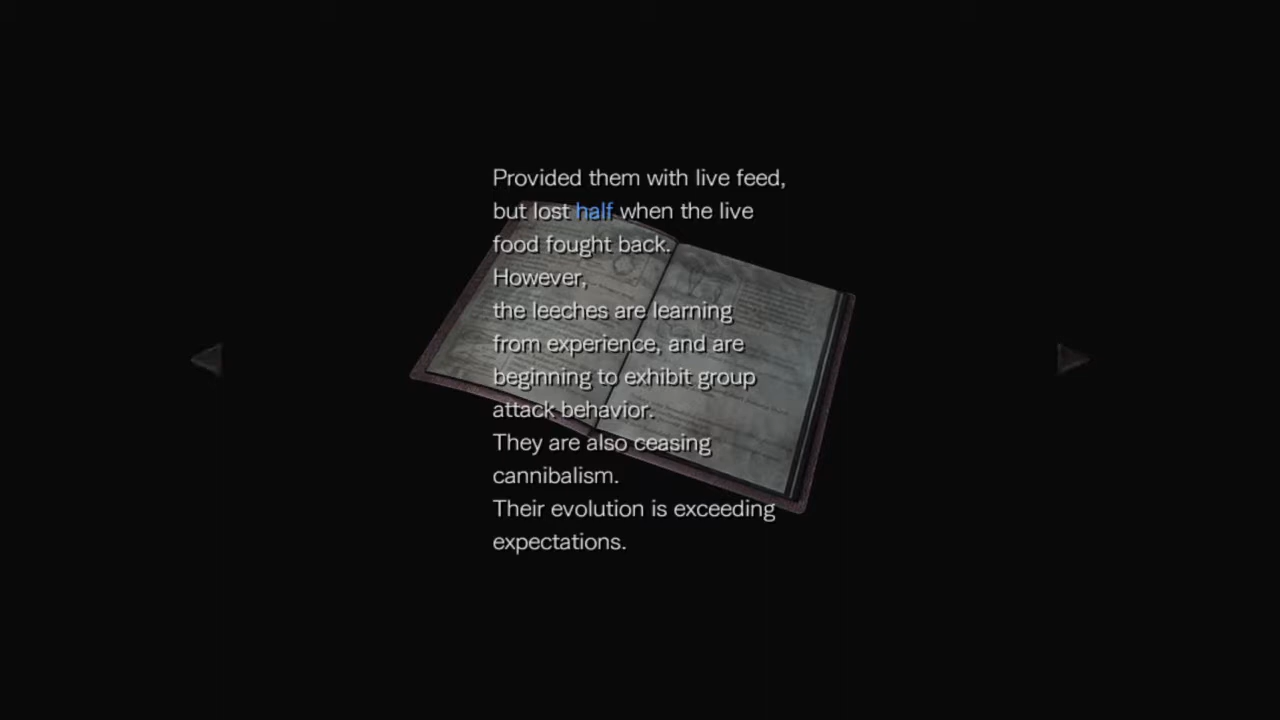 Provided them with live feed,
but lost half when the live
food fought back.
However,
the leeches are learning
from experience, and are
beginning to exhibit group
attack behavior.
They are also ceasing
cannibalism.
Their evolution is exceeding
expectations.